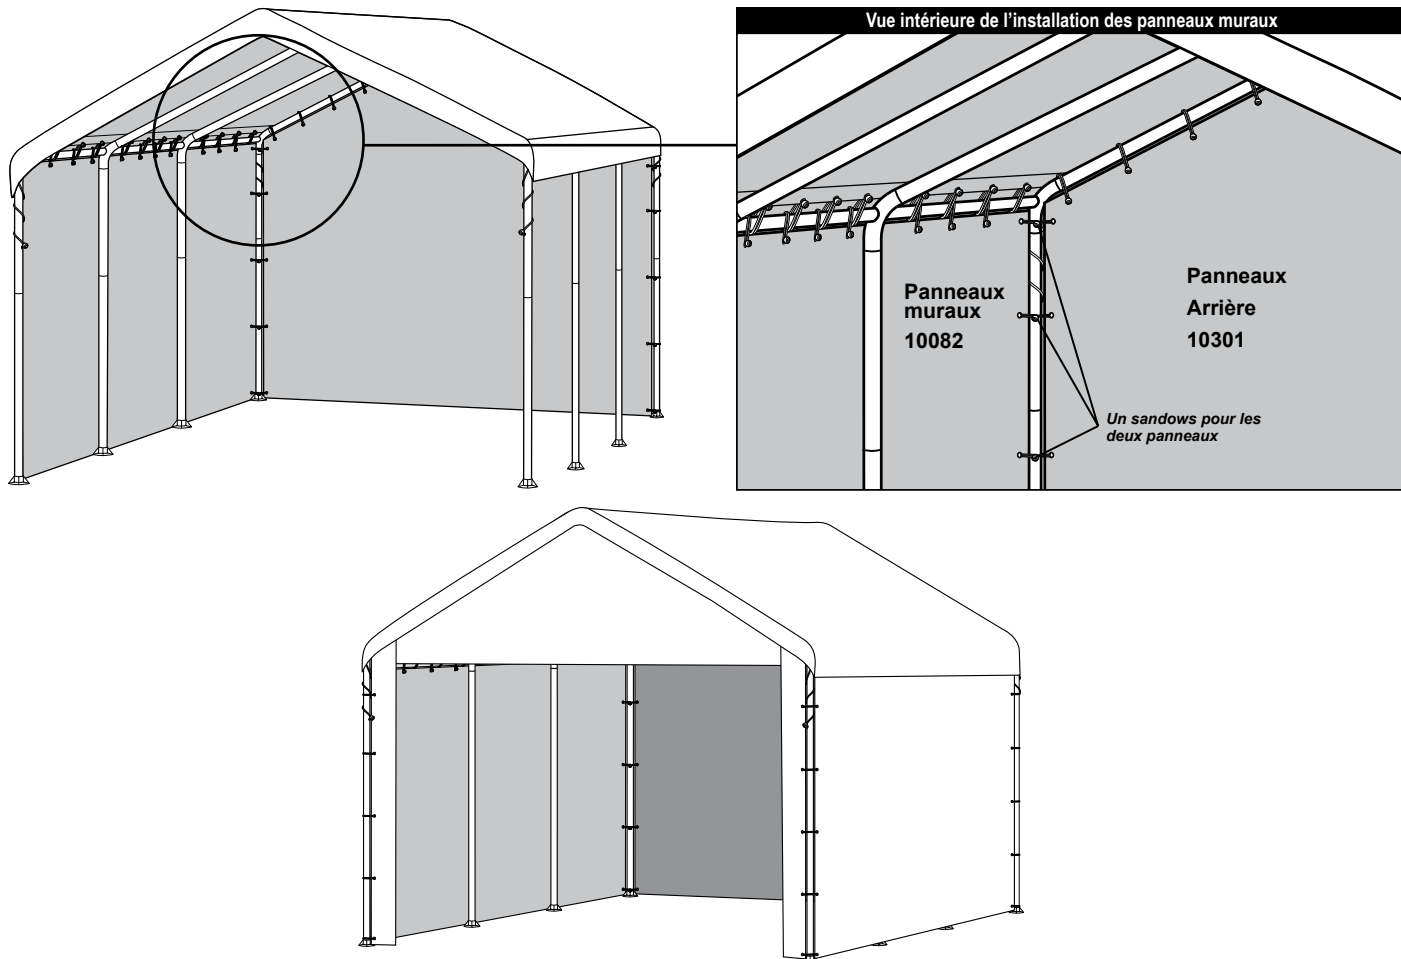 Vue intérieure de l'installation des panneaux muraux
Panneaux
muraux
10082
Panneaux
Arrière
10301
Un sandows pour les
deux panneaux